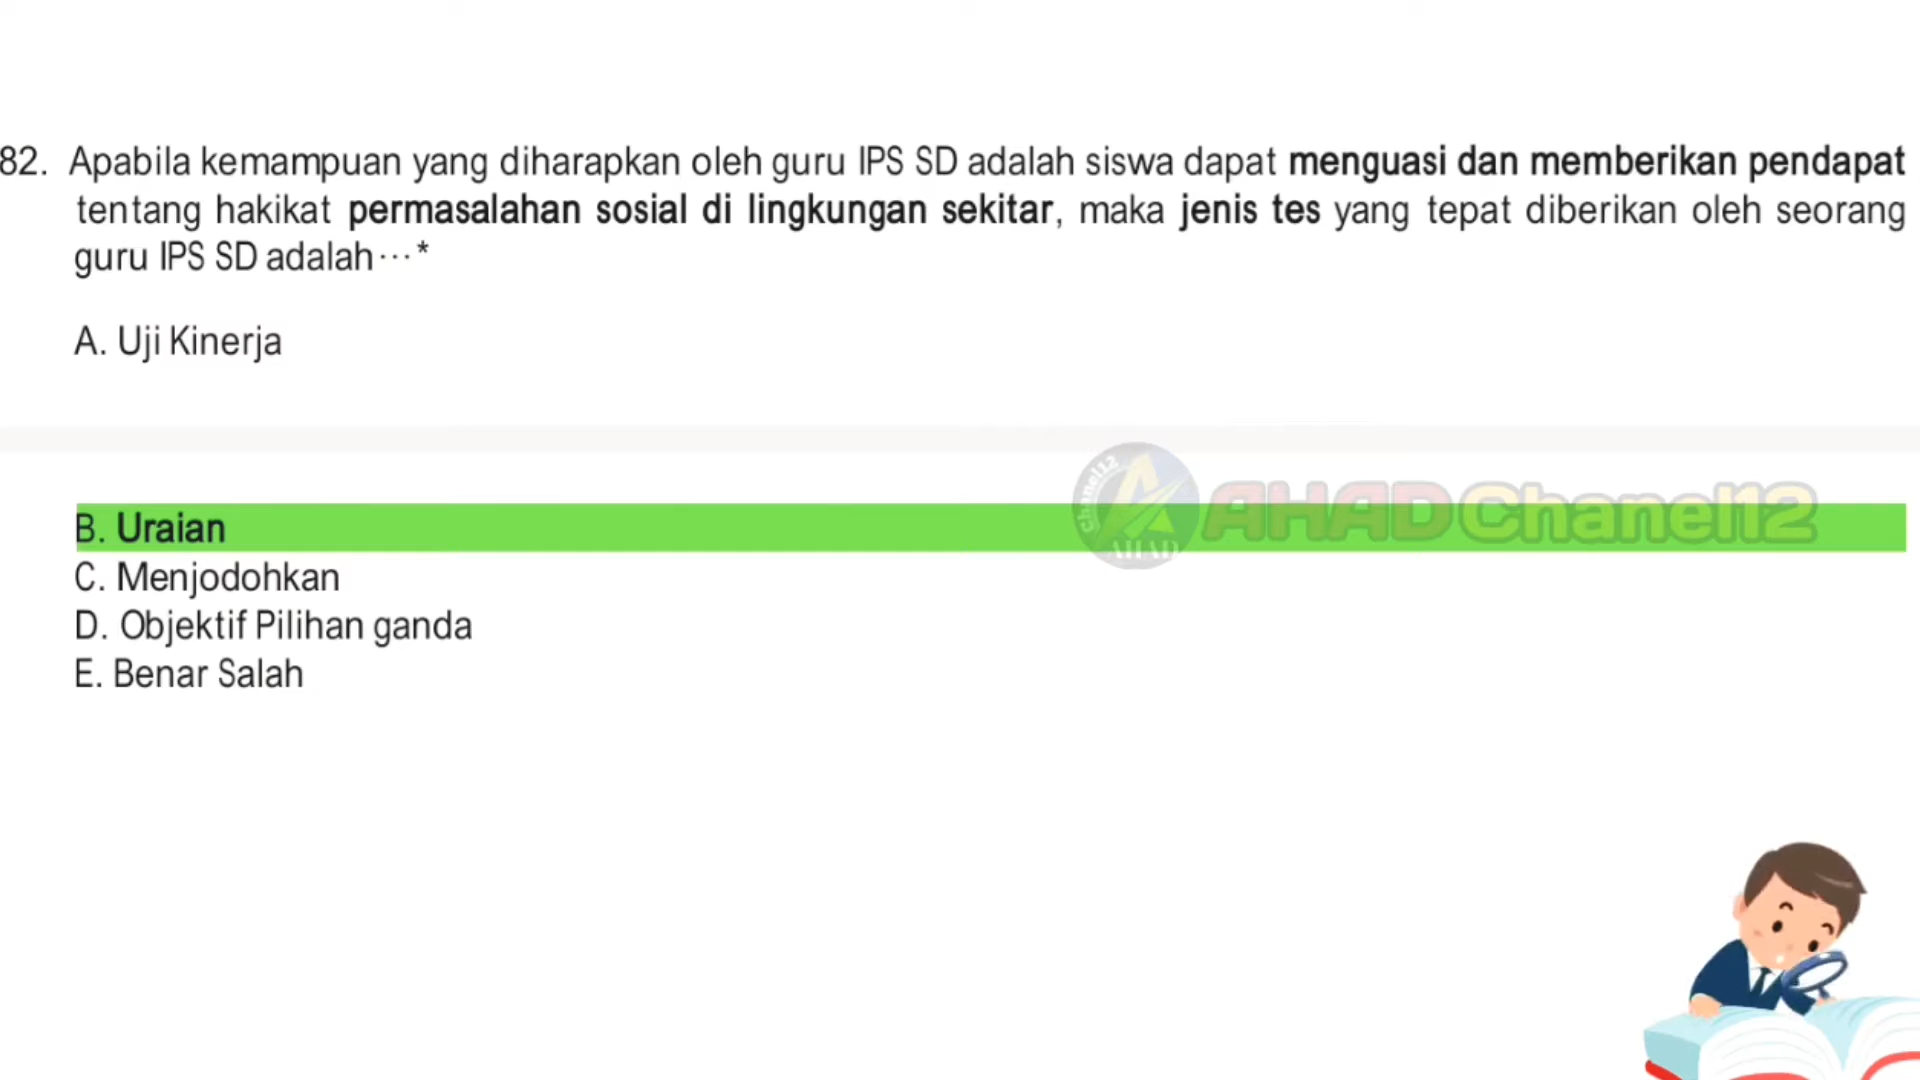 82. Apabila kemampuan yang diharapkan oleh guru IPS SD adalah siswa dapat menguasi dan memberikan pendapat
tentang hakikat permasalahan sosial di lingkungan sekitar, maka jenis tes yang tepat diberikan oleh seorang
guru IPS SD adalah…*
A. Uji Kinerja
Chanel12
AHAD
AHAD Chanel12
B. Uraian
C. Menjodohkan
D. Objektif Pilihan ganda
E. Benar Salah